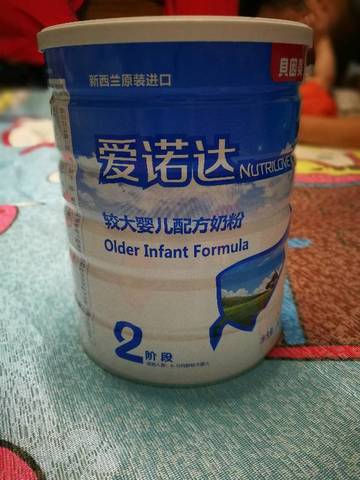 贝因美
新西兰原装进口
爱诺达 NUTRILOVE
较大婴儿配方奶粉
Older Infant Formula
2阶段